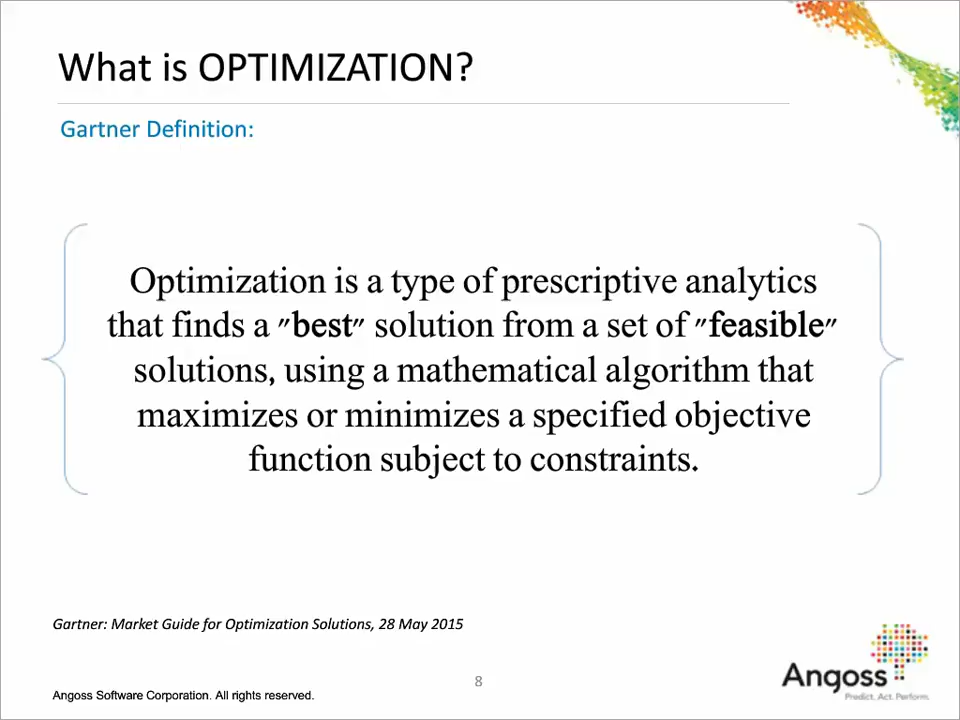 What is OPTIMIZATION?
Gartner Definition:
Optimization is a type of prescriptive analytics
that finds a "best" solution from a set of "feasible"
solutions, using a mathematical algorithm that
maximizes or minimizes a specified objective
function subject to constraints.
Gartner: Market Guide for Optimization Solutions, 28 May 2015
Angoss
Predict. Act. Perform.
8
Angoss Software Corporation. All rights reserved.